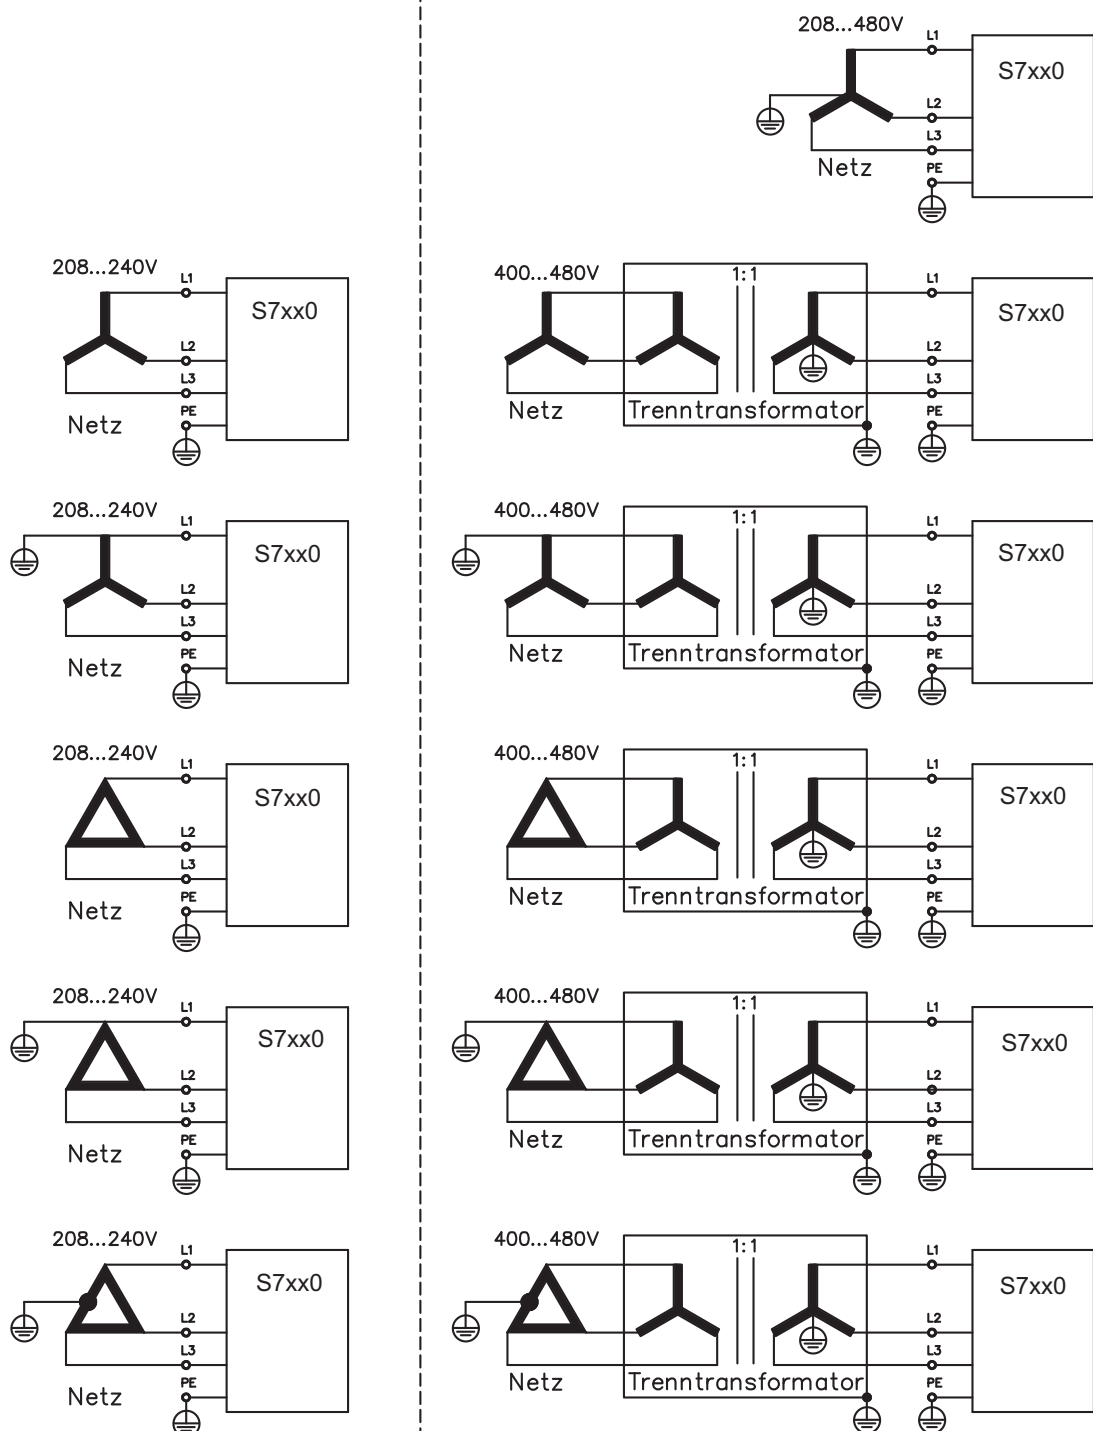 208...480V
L1
S7xx0
L2
L3
Netz
PE
208...240V
L1
S7xx0
L2
L3
PE
Netz
400...480V
1:1
L1
S7xx0
L2
L3
PE
Netz
Trenntransformator
208...240V
L1
S7xx0
L2
L3
PE
Netz
400...480V
1:1
L1
S7xx0
L2
L3
PE
Netz
Trenntransformator
208...240V
L1
S7xx0
L2
L3
PE
Netz
400...480V
1:1
L1
S7xx0
L2
L3
PE
Netz
Trenntransformator
208...240V
L1
S7xx0
L2
L3
PE
Netz
400...480V
1:1
L1
S7xx0
L2
L3
PE
Netz
Trenntransformator
208...240V
L1
S7xx0
L2
L3
PE
Netz
400...480V
1:1
L1
S7xx0
L2
L3
PE
Netz
Trenntransformator